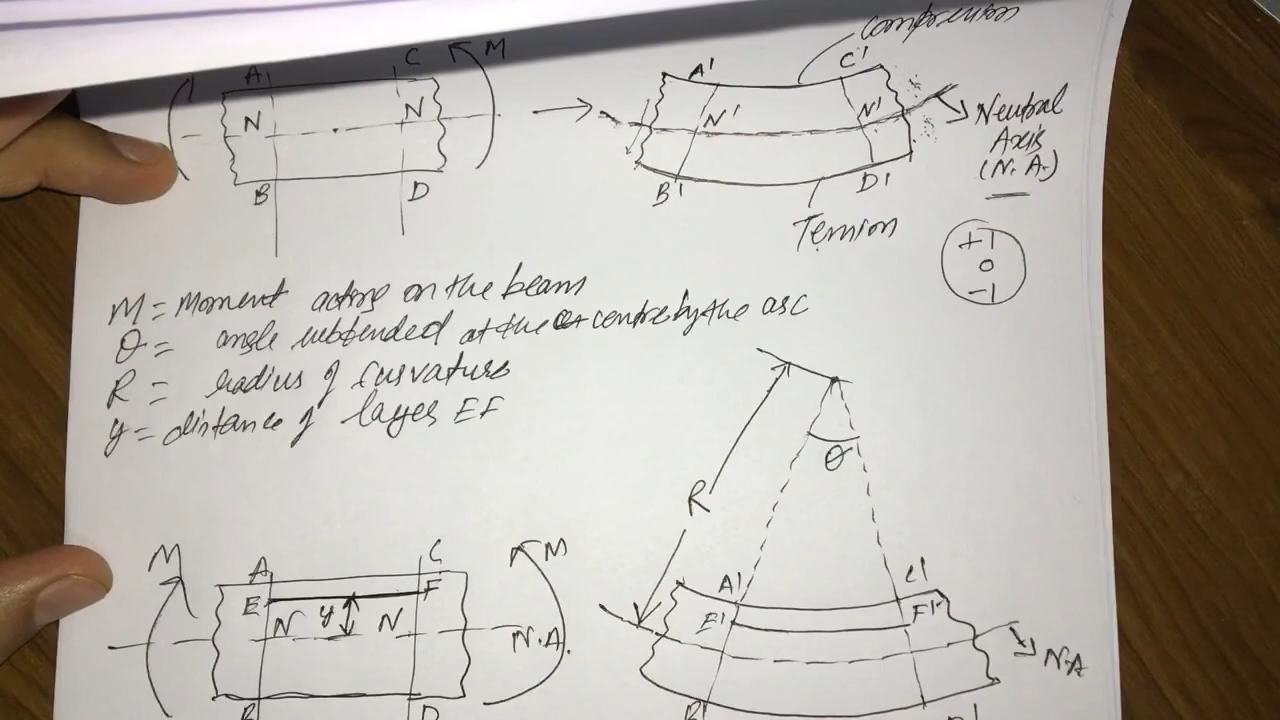 Compression
A' C'
A C M
N N
N' N'
Neutral
Axis
(N.A.)
B D
B' D'
Tension
+1
0
-1
M = Moment acting on the beam
θ = angle subtended at the centre by the arc
R = radius of curvature
y = distance of layer EF
θ
R
M A C M
E F
N y N
N.A.
A' C'
E' F'
N.A
B D
B' D'